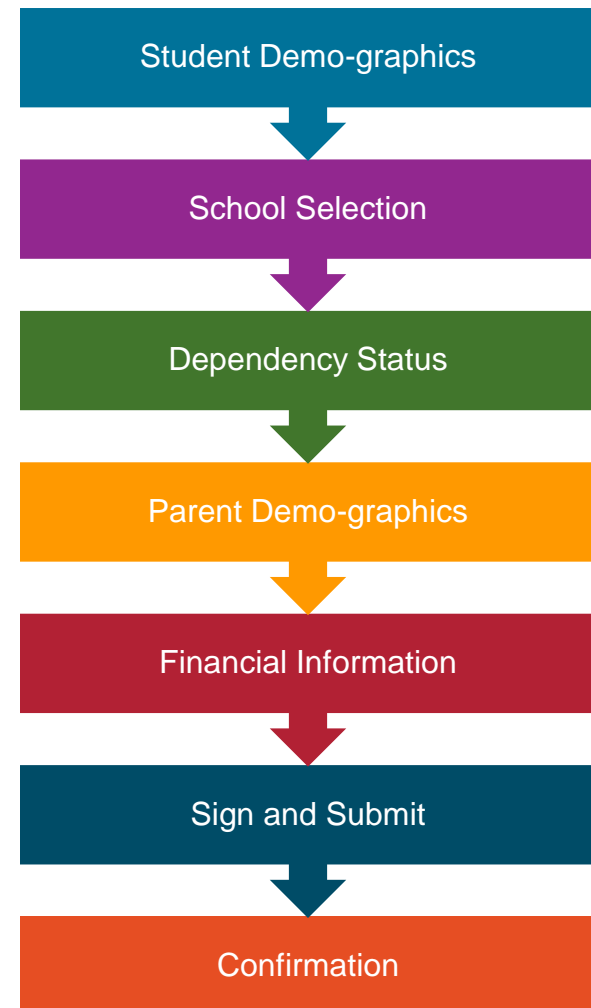 Student Demo-graphics
School Selection
Dependency Status
Parent Demo-graphics
Financial Information
Sign and Submit
Confirmation